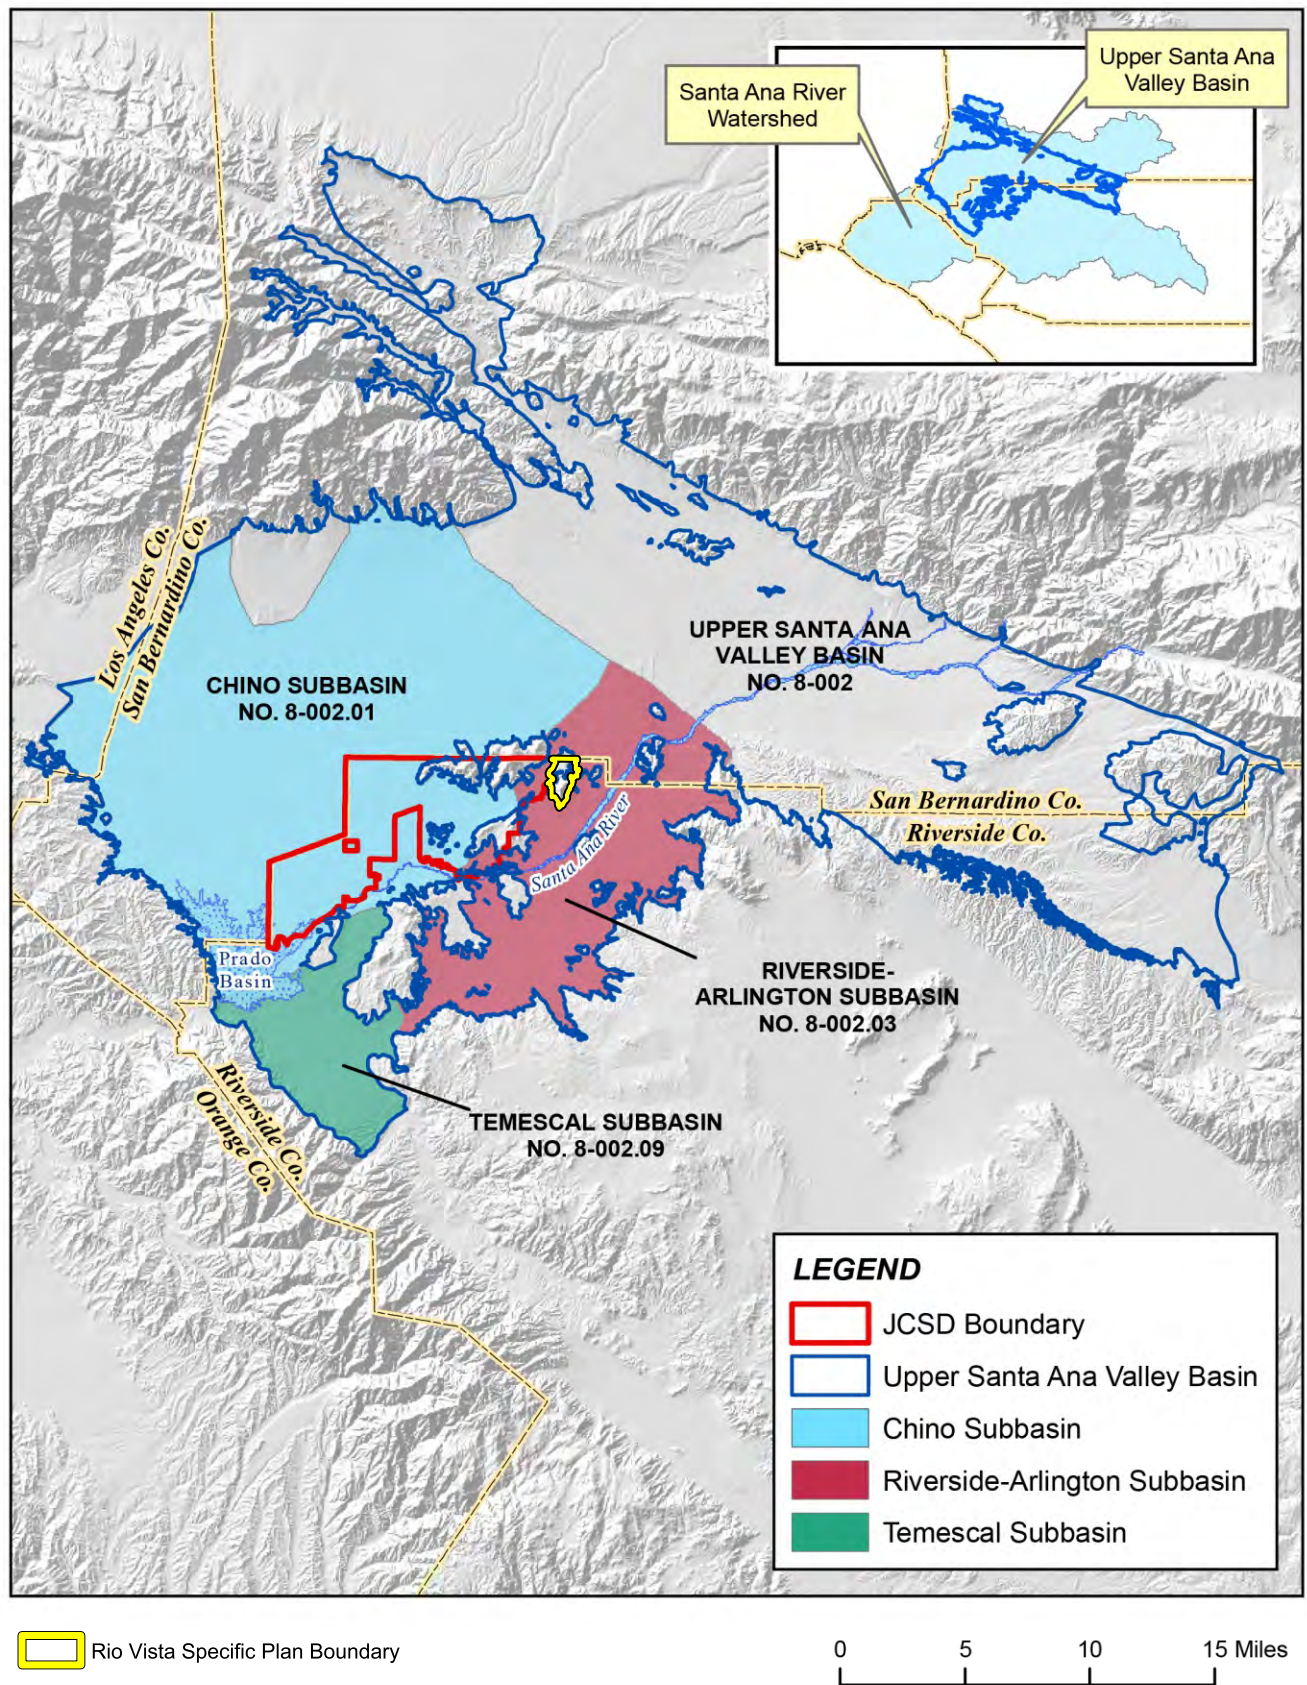 Santa Ana River
Watershed
Upper Santa Ana
Valley Basin
Los Angeles Co.
San Bernardino Co.
UPPER SANTA ANA
VALLEY BASIN
NO. 8-002
CHINO SUBBASIN
NO. 8-002.01
San Bernardino Co.
Riverside Co.
Santa Ana River
Prado
Basin
RIVERSIDE-
ARLINGTON SUBBASIN
NO. 8-002.03
Riverside Co.
Orange Co.
TEMESCAL SUBBASIN
NO. 8-002.09
LEGEND
JCSD Boundary
Upper Santa Ana Valley Basin
Chino Subbasin
Riverside-Arlington Subbasin
Temescal Subbasin
Rio Vista Specific Plan Boundary
0 5 10 15 Miles